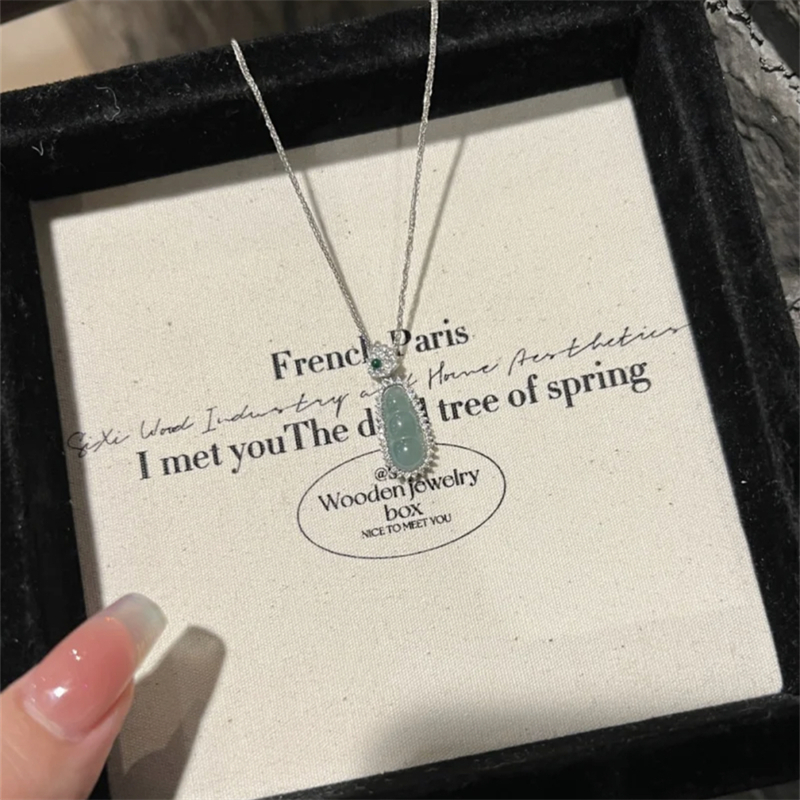 French Paris
SiXi Wood Industry and Home Aesthetics
I met youThe d tree of spring
@'s
Wooden jewelry
box
NICE TO MEET YOU